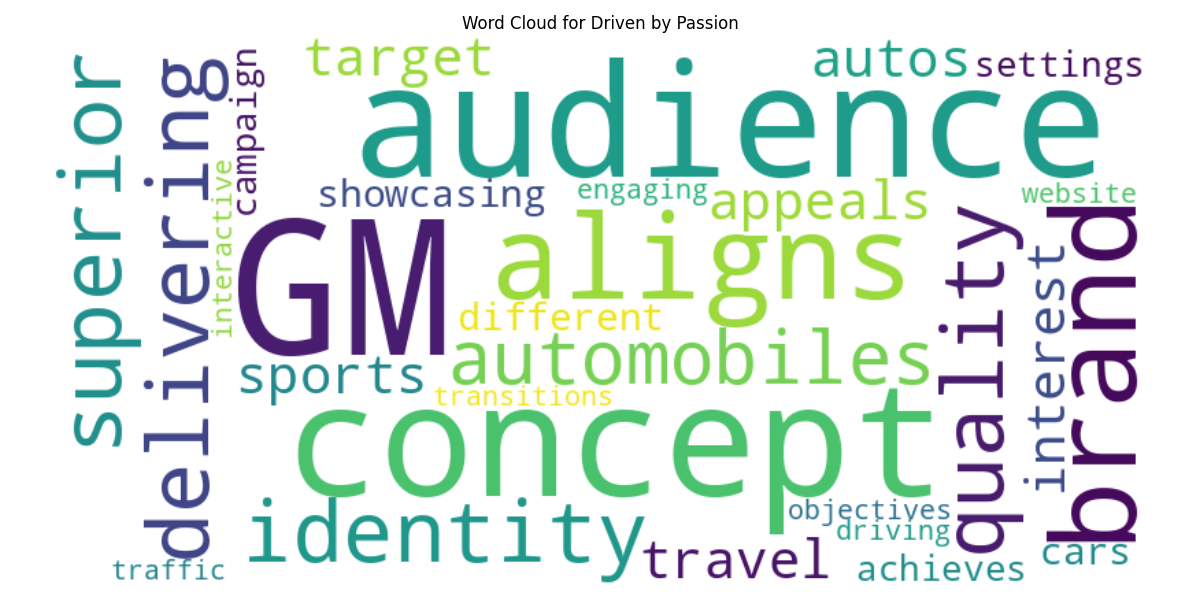 Word Cloud for Driven by Passion
target
autos
settings
superior
delivering
campaign
audience
interactive
showcasing
engaging
appeals
website
GM
aligns
quality
interest
brand
different
automobiles
sports
transitions
concept
identity
objectives
driving
travel
achieves
cars
traffic